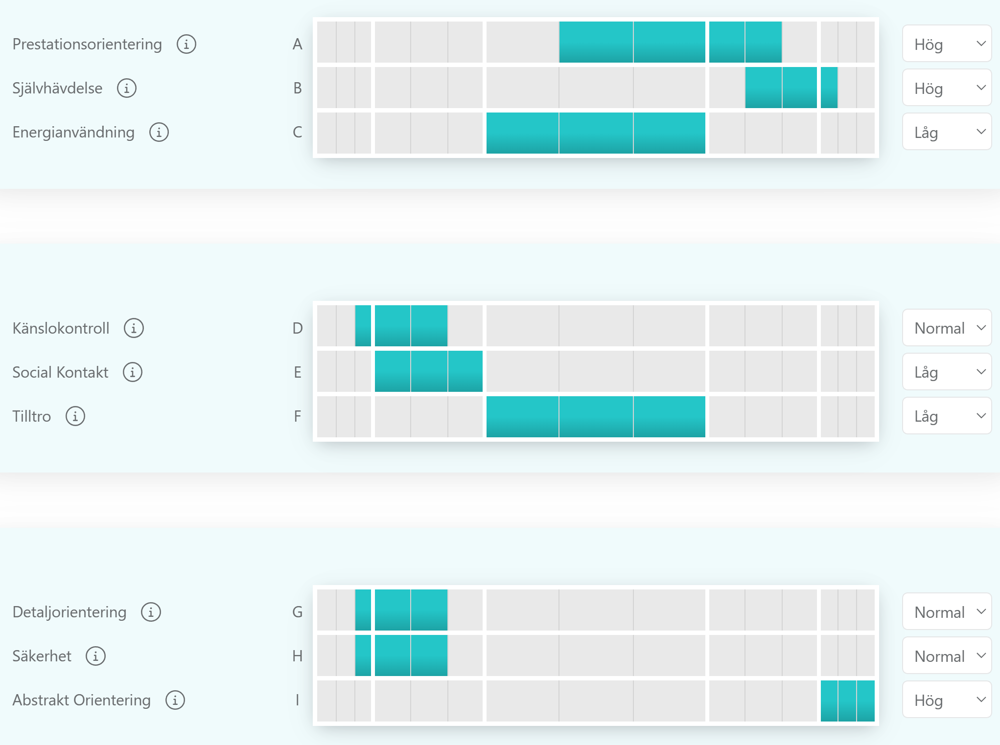 Prestationsorientering i A Hög
Självhävdelse i B Hög
Energianvändning i C Låg
Känslokontroll i D Normal
Social Kontakt i E Låg
Tilltro i F Låg
Detaljorientering i G Normal
Säkerhet i H Normal
Abstrakt Orientering i I Hög